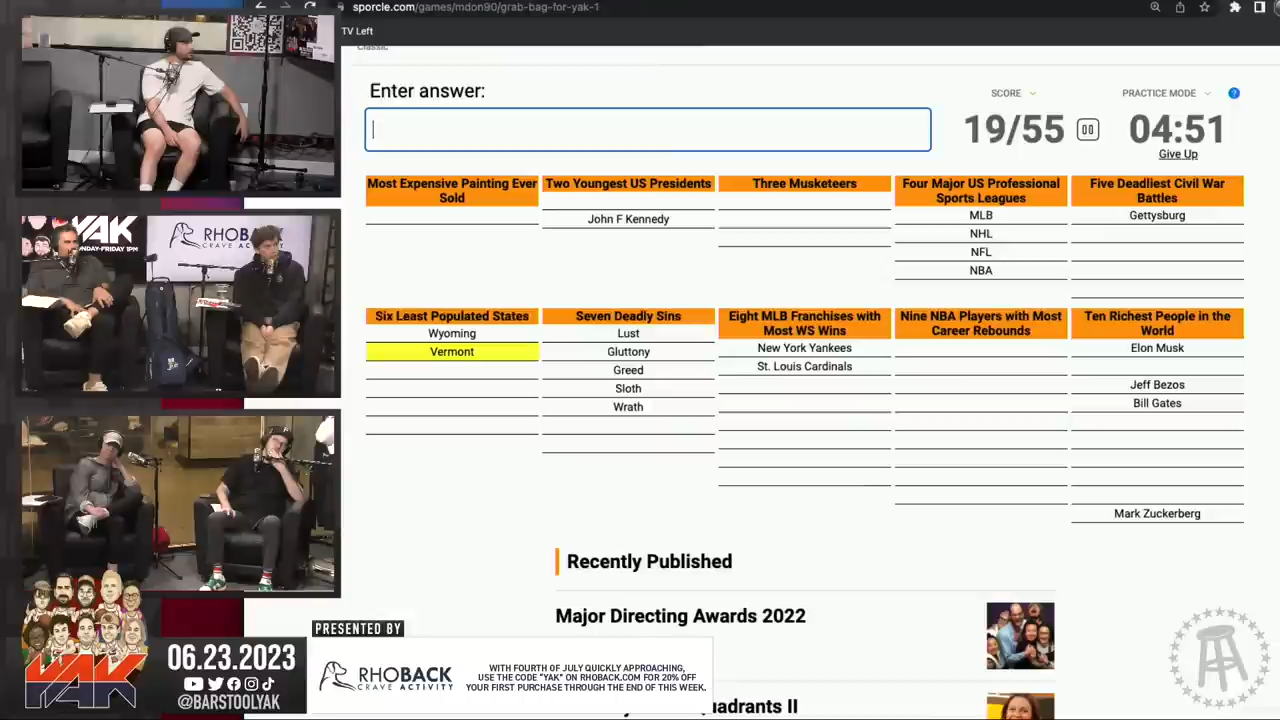 sporcle.com/games/mdon90/grab-bag-for-yak-1
TV Left
Classic
Enter answer:
SCORE
PRACTICE MODE
?
19/55
04:51
Give Up
Most Expensive Painting Ever Sold
Two Youngest US Presidents
John F Kennedy
Three Musketeers
Four Major US Professional Sports Leagues
MLB
NHL
NFL
NBA
Five Deadliest Civil War Battles
Gettysburg
Six Least Populated States
Wyoming
Vermont
Seven Deadly Sins
Lust
Gluttony
Greed
Sloth
Wrath
Eight MLB Franchises with Most WS Wins
New York Yankees
St. Louis Cardinals
Nine NBA Players with Most Career Rebounds
Ten Richest People in the World
Elon Musk
Jeff Bezos
Bill Gates
Mark Zuckerberg
Recently Published
Major Directing Awards 2022
uadrants II
YAK
NDAY-FRIDAY 1PM
RHOBACK
CRAVE ACTIVITY
YAK
06.23.2023
@BARSTOOLYAK
PRESENTED BY
RHOBACK
CRAVE ACTIVITY
WITH FOURTH OF JULY QUICKLY APPROACHING,
USE THE CODE "YAK" ON RHOBACK.COM FOR 20% OFF
YOUR FIRST PURCHASE THROUGH THE END OF THIS WEEK.